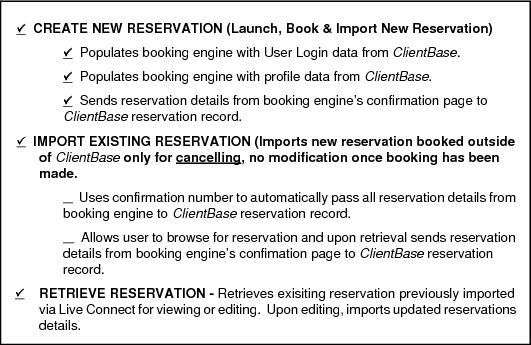 ✓ CREATE NEW RESERVATION (Launch, Book & Import New Reservation)
✓ Populates booking engine with User Login data from ClientBase.
✓ Populates booking engine with profile data from ClientBase.
✓ Sends reservation details from booking engine's confirmation page to
ClientBase reservation record.
✓ IMPORT EXISTING RESERVATION (Imports new reservation booked outside
of ClientBase only for cancelling, no modification once booking has been
made.
_ Uses confirmation number to automatically pass all reservation details from
booking engine to ClientBase reservation record.
_ Allows user to browse for reservation and upon retrieval sends reservation
details from booking engine's confimation page to ClientBase reservation
record.
✓ RETRIEVE RESERVATION - Retrieves exisiting reservation previously imported
via Live Connect for viewing or editing. Upon editing, imports updated reservations
details.